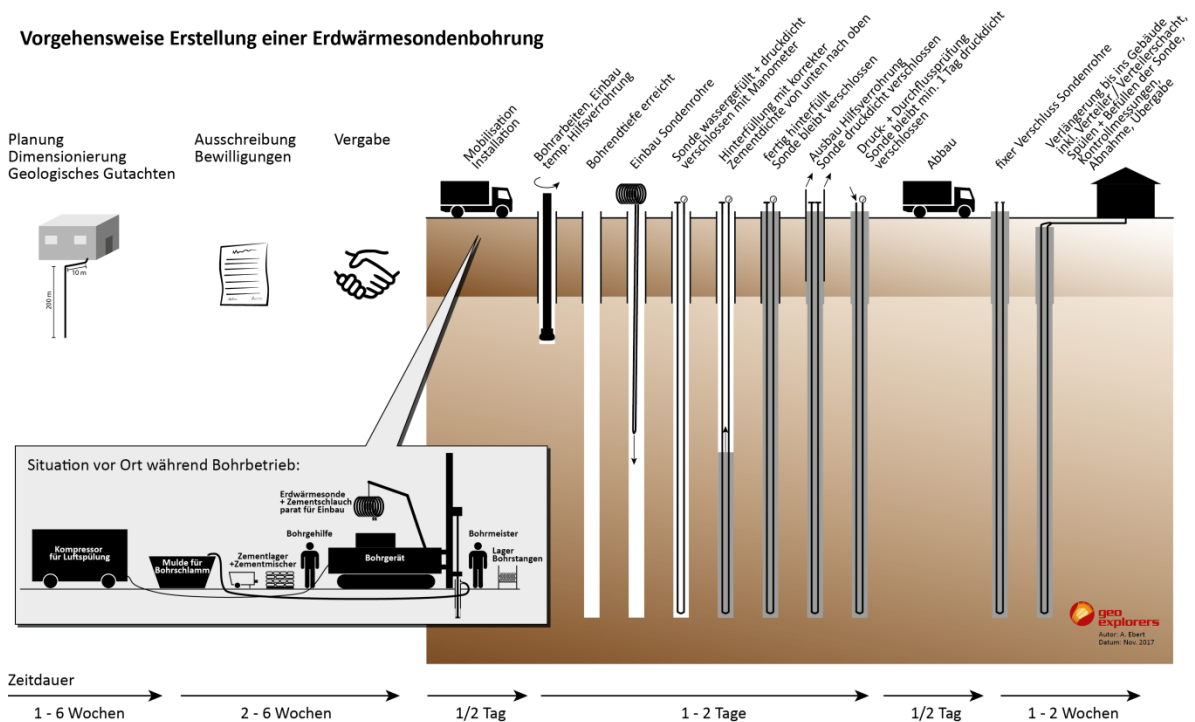 Vorgehensweise Erstellung einer Erdwärmesondenbohrung
Planung
Dimensionierung
Geologisches Gutachten
Ausschreibung
Bewilligungen
Vergabe
Mobilisation
Installation
Bohrarbeiten, Einbau
temp. Hilfsverrohrung
Bohrendtiefe erreicht
Einbau Sondenrohre
Sonde wassergefüllt + druckdicht
verschlossen mit Manometer
Hinterfüllung mit korrekter
Zementdichte von unten nach oben
fertig hinterfüllt
Sonde bleibt verschlossen
Ausbau Hilfsverrohrung
Sonde druckdicht verschlossen
Druck- + Durchflussprüfung
Sonde bleibt min. 1 Tag druckdicht
verschlossen
Abbau
fixer Verschluss Sondenrohre
Verlängerung bis ins Gebäude
inkl. Verteiler / Verteilerschacht,
Spülen + Befüllen der Sonde,
Kontrollmessungen,
Abnahme, Übergabe
10 m
200 m
Situation vor Ort während Bohrbetrieb:
Erdwärmesonde
+ Zementschlauch
parat für Einbau
Kompressor
für Luftspülung
Mulde für
Bohrschlamm
Zementlager
+Zementmischer
Bohrgehilfe
Bohrgerät
Bohrmeister
Lager
Bohrstangen
geo
explorers
Autor: A. Ebert
Datum: Nov. 2017
Zeitdauer
1 - 6 Wochen
2 - 6 Wochen
1/2 Tag
1 - 2 Tage
1/2 Tag
1 - 2 Wochen